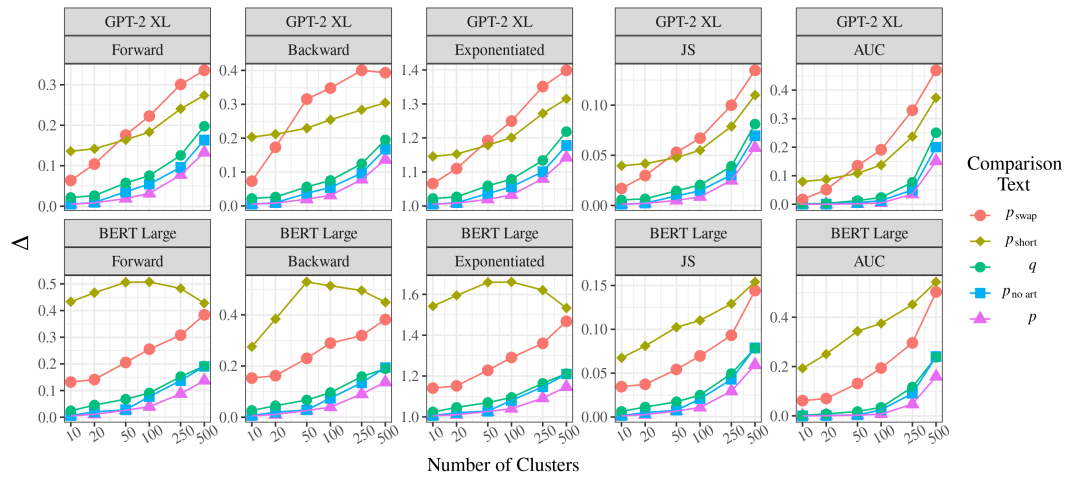 GPT-2 XL GPT-2 XL GPT-2 XL GPT-2 XL GPT-2 XL
Forward Backward Exponentiated JS AUC
0.3
0.2
0.1
0.0
0.4
0.3
0.2
0.1
0.0
1.4
1.3
1.2
1.1
1.0
0.10
0.05
0.00
0.4
0.3
0.2
0.1
0.0
BERT Large BERT Large BERT Large BERT Large BERT Large
Forward Backward Exponentiated JS AUC
0.5
0.4
0.3
0.2
0.1
0.0
0.4
0.2
0.0
1.6
1.4
1.2
1.0
0.15
0.10
0.05
0.00
0.4
0.2
0.0
10 20 50 100 250 500
10 20 50 100 250 500
10 20 50 100 250 500
10 20 50 100 250 500
10 20 50 100 250 500
Δ
Number of Clusters
Comparison
Text
p swap
p short
q
p no art
p